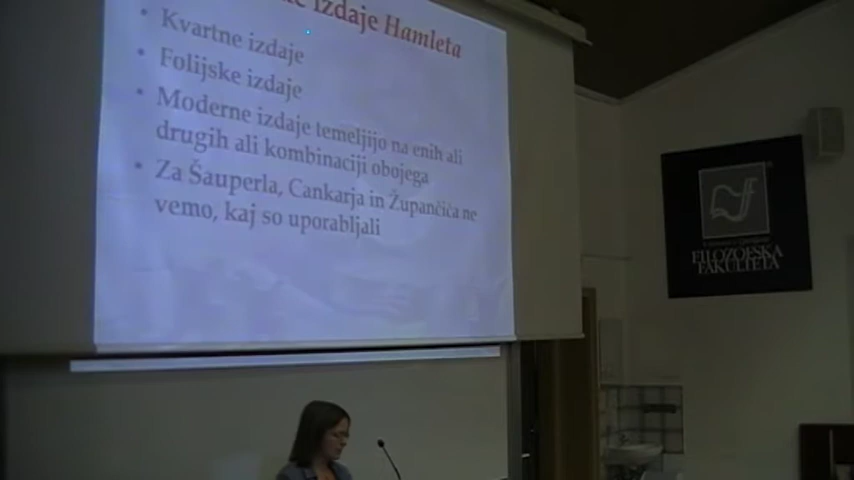 izdaje Hamleta
• Kvartne izdaje
• Folijske izdaje
• Moderne izdaje temeljijo na enih ali
drugih ali kombinaciji obojega
• Za Šauperla, Cankarja in Župančiča ne
vemo, kaj so uporabljali
FILOZOFSKA
FAKULTETA